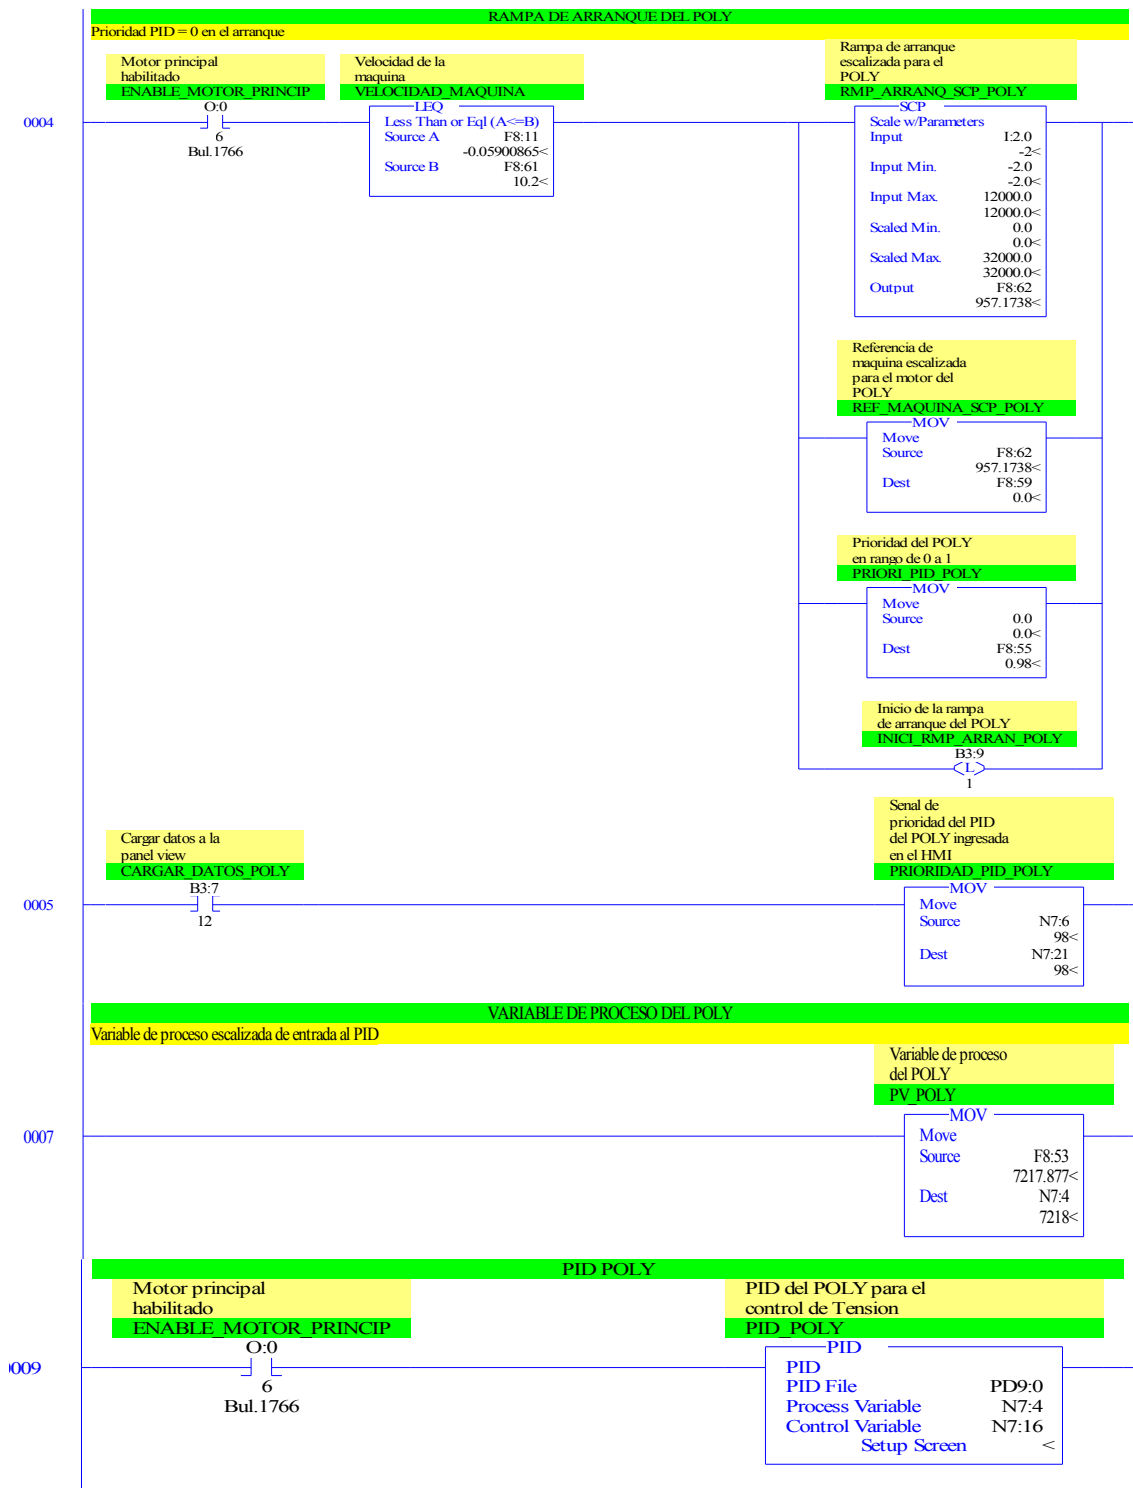 RAMPA DE ARRANQUE DEL POLY
Prioridad PID = 0 en el arranque
Motor principal
habilitado
ENABLE_MOTOR_PRINCIP
O:0
6
Bul.1766
Velocidad de la
maquina
VELOCIDAD_MAQUINA
LEQ
Less Than or Eql (A<=B)
Source A F8:11
-0.05900865<
Source B F8:61
10.2<
0004
Rampa de arranque
escalizada para el
POLY
RMP_ARRANQ_SCP_POLY
SCP
Scale w/Parameters
Input I:2.0
-2<
Input Min. -2.0
-2.0<
Input Max. 12000.0
12000.0<
Scaled Min. 0.0
0.0<
Scaled Max. 32000.0
32000.0<
Output F8:62
957.1738<
Referencia de
maquina escalizada
para el motor del
POLY
REF_MAQUINA_SCP_POLY
MOV
Move
Source F8:62
957.1738<
Dest F8:59
0.0<
Prioridad del POLY
en rango de 0 a 1
PRIORI_PID_POLY
MOV
Move
Source 0.0
0.0<
Dest F8:55
0.98<
Inicio de la rampa
de arranque del POLY
INICI_RMP_ARRAN_POLY
B3:9
L
1
Cargar datos a la
panel view
CARGAR_DATOS_POLY
B3:7
12
0005
Senal de
prioridad del PID
del POLY ingresada
en el HMI
PRIORIDAD_PID_POLY
MOV
Move
Source N7:6
98<
Dest N7:21
98<
VARIABLE DE PROCESO DEL POLY
Variable de proceso escalizada de entrada al PID
Variable de proceso
del POLY
PV_POLY
0007
MOV
Move
Source F8:53
7217.877<
Dest N7:4
7218<
PID POLY
Motor principal
habilitado
ENABLE_MOTOR_PRINCIP
O:0
6
Bul.1766
0009
PID del POLY para el
control de Tension
PID_POLY
PID
PID
PID File PD9:0
Process Variable N7:4
Control Variable N7:16
Setup Screen <